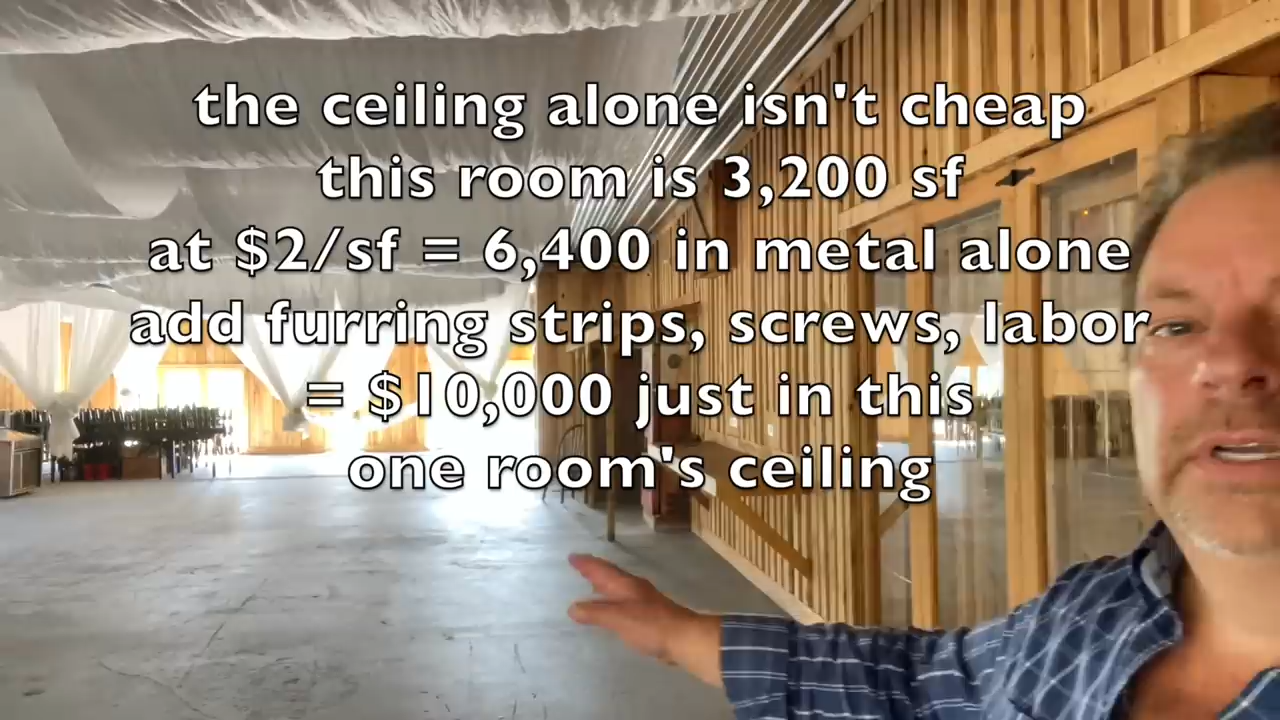 the ceiling alone isn't cheap
this room is 3,200 sf
at $2/sf = 6,400 in metal alone
add furring strips, screws, labor
= $10,000 just in this
one room's ceiling